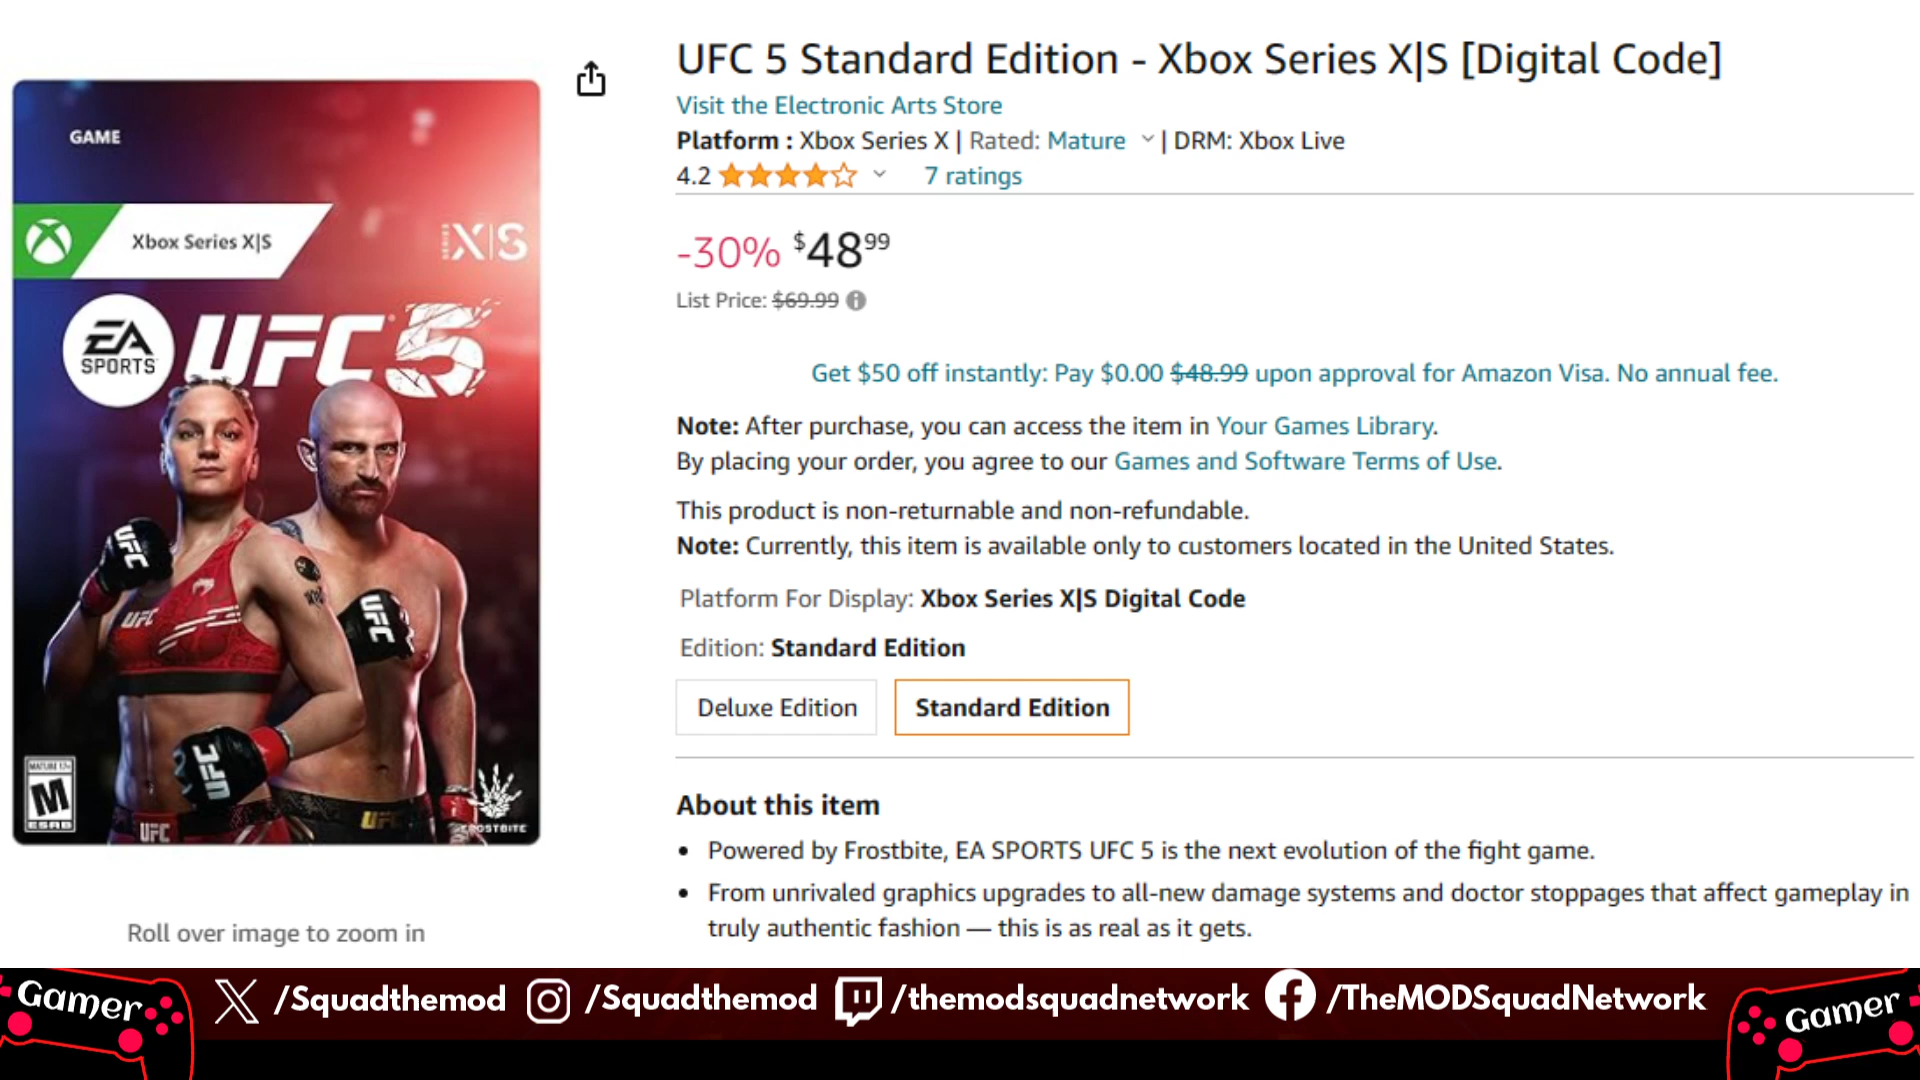 UFC 5 Standard Edition - Xbox Series X|S [Digital Code]
Visit the Electronic Arts Store
Platform : Xbox Series X | Rated: Mature | DRM: Xbox Live
4.2 7 ratings
-30% $48 99
List Price: $69.99
Get $50 off instantly: Pay $0.00 $48.99 upon approval for Amazon Visa. No annual fee.
Note: After purchase, you can access the item in Your Games Library.
By placing your order, you agree to our Games and Software Terms of Use.
This product is non-returnable and non-refundable.
Note: Currently, this item is available only to customers located in the United States.
Platform For Display: Xbox Series X|S Digital Code
Edition: Standard Edition
Deluxe Edition Standard Edition
About this item
• Powered by Frostbite, EA SPORTS UFC 5 is the next evolution of the fight game.
• From unrivaled graphics upgrades to all-new damage systems and doctor stoppages that affect gameplay in
truly authentic fashion — this is as real as it gets.
GAME
Xbox Series X|S
SERIES X|S
EA
SPORTS
UFC 5
UFC
UFC
UFC
UFC
UFC
UFC
MATURE 17+
M
ESRB
FROSTBITE
Roll over image to zoom in
Gamer /Squadthemod /Squadthemod /themodsquadnetwork /TheMODSquadNetwork Gamer